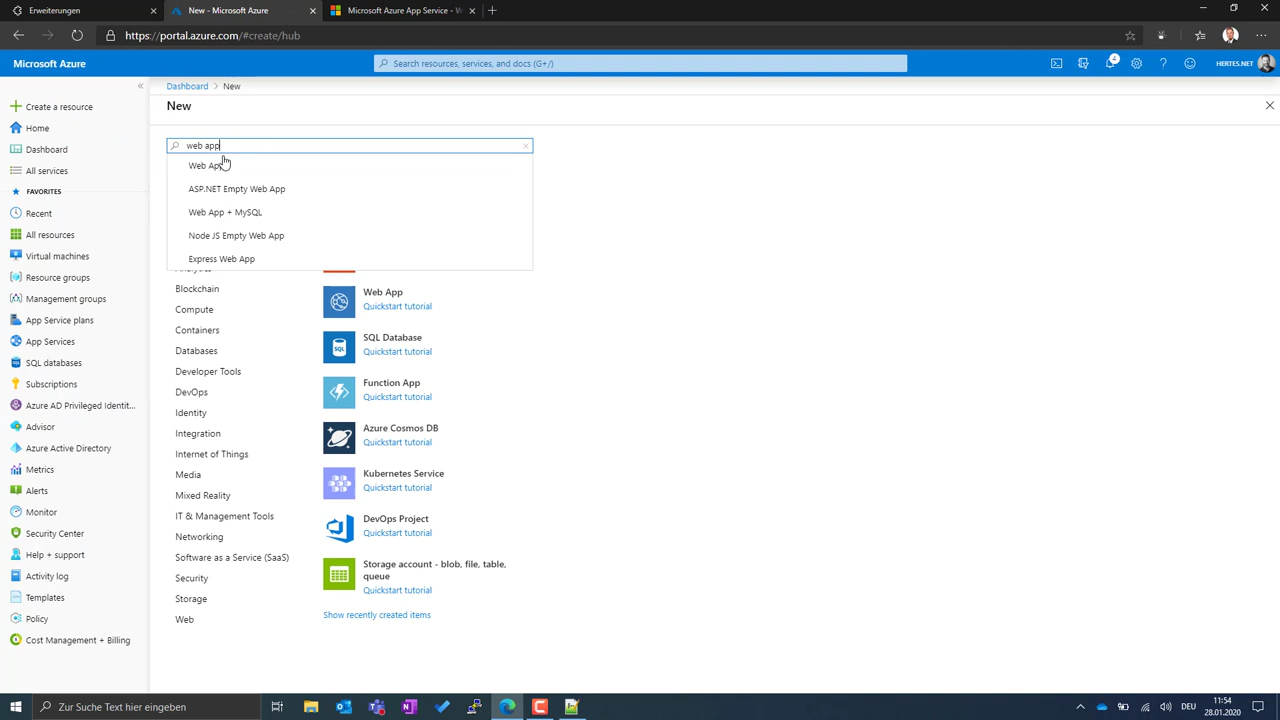 Erweiterungen
New - Microsoft Azure
Microsoft Azure App Service - W
https://portal.azure.com/#create/hub
Microsoft Azure
Search resources, services, and docs (G+/)
4
HERTES.NET
«
Dashboard > New
New
Create a resource
Home
Dashboard
All services
FAVORITES
Recent
All resources
Virtual machines
Resource groups
Management groups
App Service plans
App Services
SQL databases
Subscriptions
Azure AD Privileged Identit...
Advisor
Azure Active Directory
Metrics
Alerts
Monitor
Security Center
Help + support
Activity log
Templates
Policy
Cost Management + Billing
web app
Web App
ASP.NET Empty Web App
Web App + MySQL
Node JS Empty Web App
Express Web App
Blockchain
Compute
Containers
Databases
Developer Tools
DevOps
Identity
Integration
Internet of Things
Media
Mixed Reality
IT & Management Tools
Networking
Software as a Service (SaaS)
Security
Storage
Web
Web App
Quickstart tutorial
SQL Database
SQL
Quickstart tutorial
Function App
Quickstart tutorial
Azure Cosmos DB
Quickstart tutorial
Kubernetes Service
Quickstart tutorial
DevOps Project
Quickstart tutorial
Storage account - blob, file, table,
queue
Quickstart tutorial
Show recently created items
Zur Suche Text hier eingeben
DEU
11:54
28.01.2020